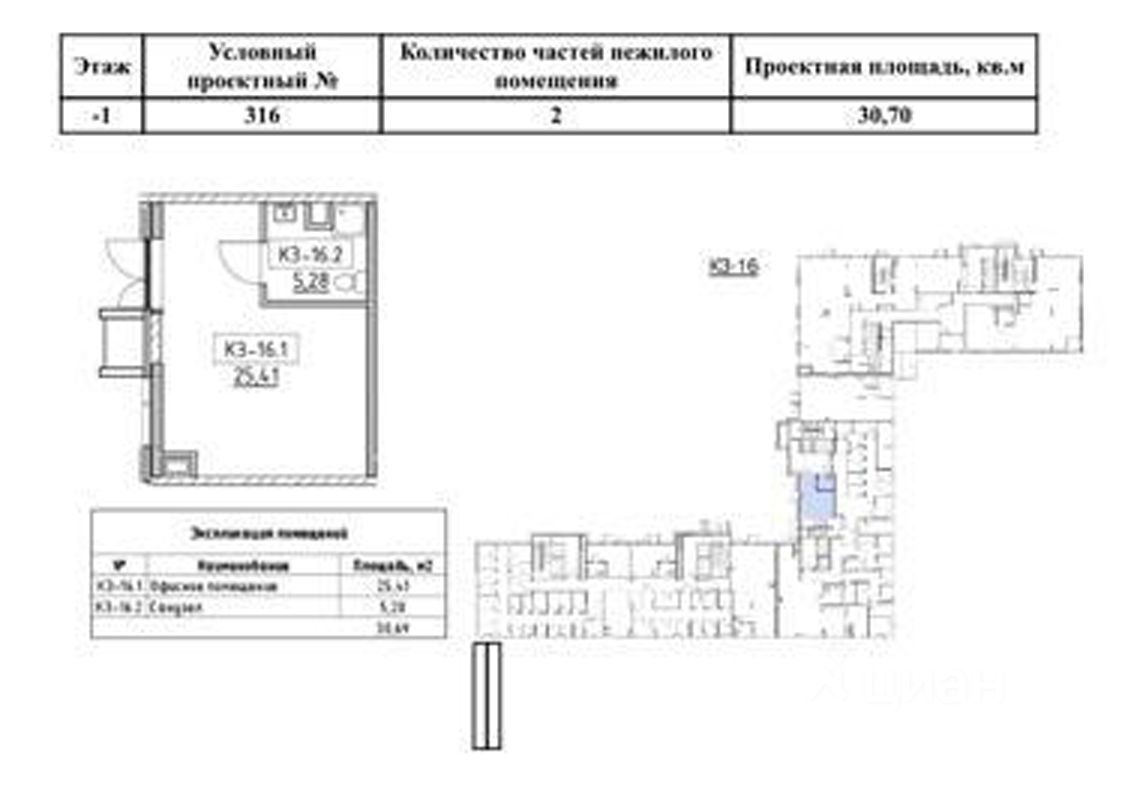 Этаж
Условный
проектный №
Количество частей нежилого
помещения
Проектная площадь, кв.м
-1
316
2
30,70
КЗ-16.2
5,28
КЗ-16
КЗ-16.1
25,41
Экспликация помещений
№ Наименование Площадь, м2
КЗ-16.1 Офисное помещение 25,41
КЗ-16.2 Санузел 5,28
30,69
циан